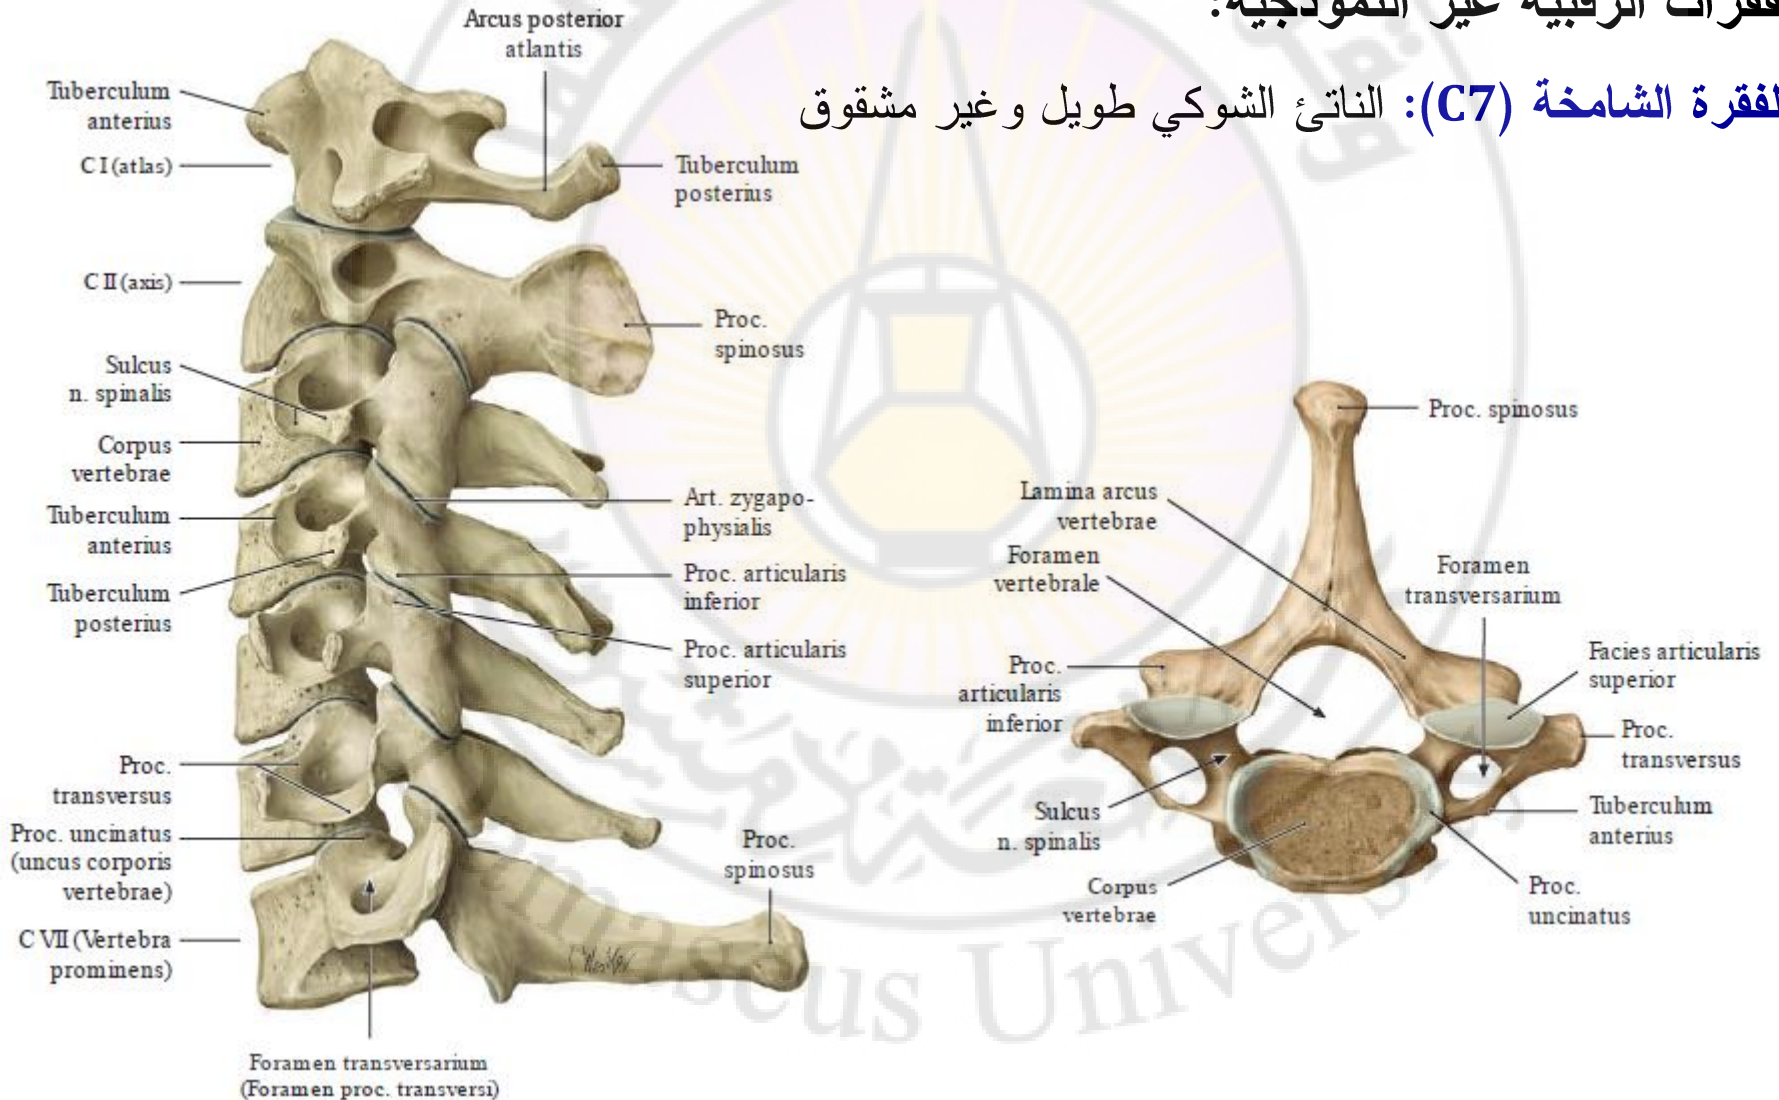 فقرات الرقبية غير النموذجية:
لفقرة الشامخة (C7): الناتئ الشوكي طويل وغير مشقوق
Arcus posterior
atlantis
Tuberculum
anterius
C I (atlas)
Tuberculum
posterius
C II (axis)
Proc.
spinosus
Sulcus
n. spinalis
Corpus
vertebrae
Tuberculum
anterius
Tuberculum
posterius
Art. zygapo-
physialis
Proc. articularis
inferior
Proc. articularis
superior
Proc.
transversus
Proc. uncinatus
(uncus corporis
vertebrae)
C VII (Vertebra
prominens)
Proc.
spinosus
Foramen transversarium
(Foramen proc. transversi)
Proc. spinosus
Lamina arcus
vertebrae
Foramen
vertebrale
Foramen
transversarium
Proc.
articularis
inferior
Facies articularis
superior
Proc.
transversus
Sulcus
n. spinalis
Tuberculum
anterius
Corpus
vertebrae
Proc.
uncinatus
Damascus University